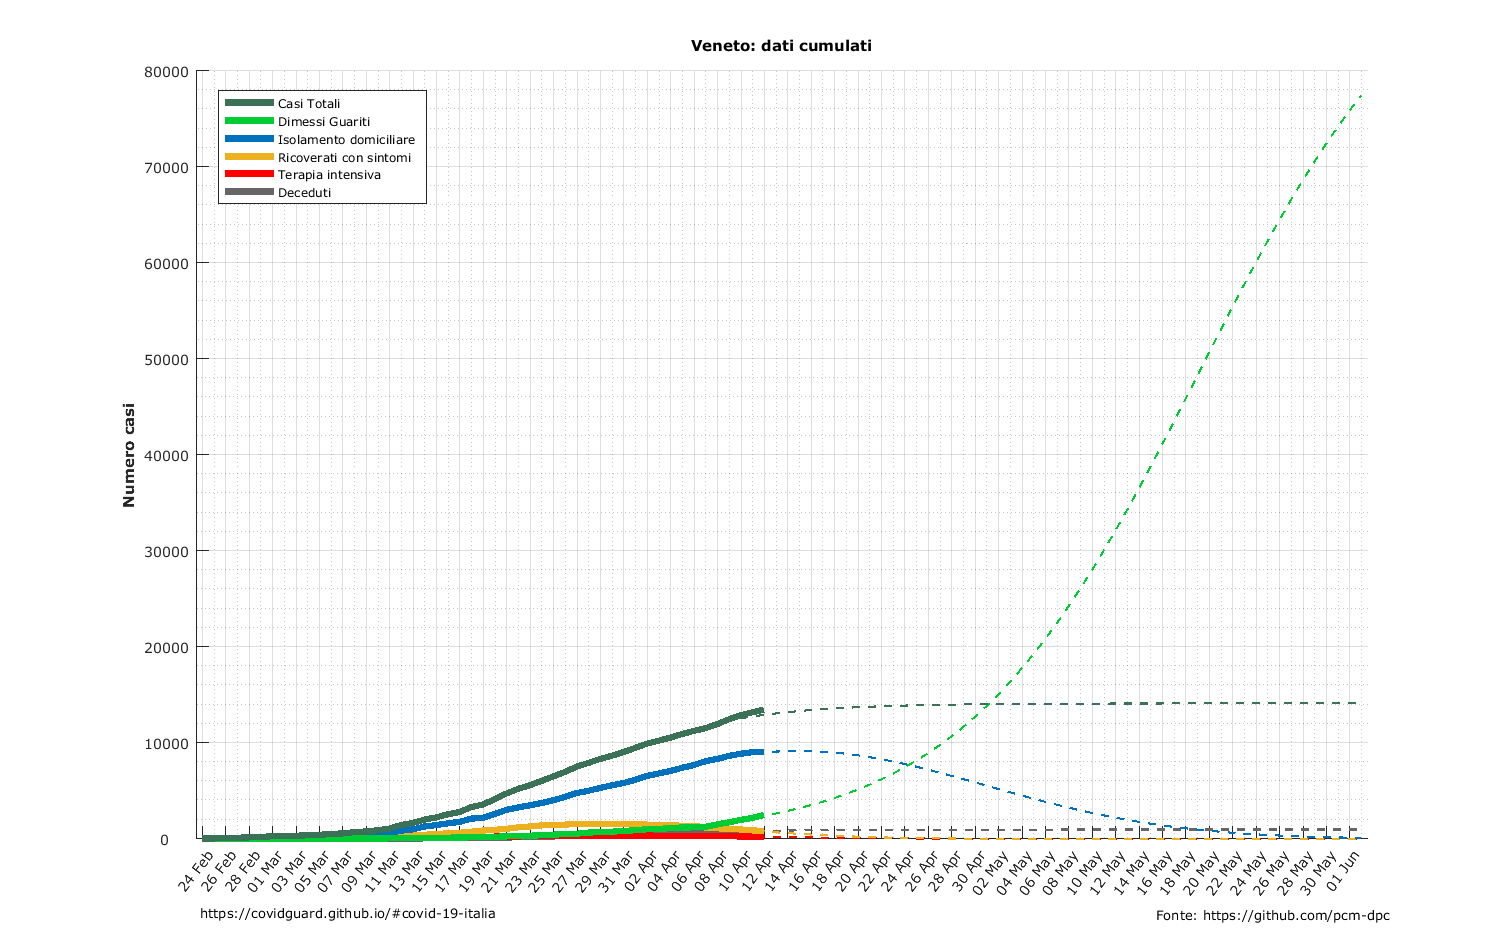 Veneto: dati cumulati
80000
70000
60000
50000
40000
30000
20000
10000
0
Numero casi
Casi Totali
Dimessi Guariti
Isolamento domiciliare
Ricoverati con sintomi
Terapia intensiva
Deceduti
24 Feb
26 Feb
28 Feb
01 Mar
03 Mar
05 Mar
07 Mar
09 Mar
11 Mar
13 Mar
15 Mar
17 Mar
19 Mar
21 Mar
23 Mar
25 Mar
27 Mar
29 Mar
31 Mar
02 Apr
04 Apr
06 Apr
08 Apr
10 Apr
12 Apr
14 Apr
16 Apr
18 Apr
20 Apr
22 Apr
24 Apr
26 Apr
28 Apr
30 Apr
02 May
04 May
06 May
08 May
10 May
12 May
14 May
16 May
18 May
20 May
22 May
24 May
26 May
28 May
30 May
01 Jun
https://covidguard.github.io/#covid-19-italia
Fonte: https://github.com/pcm-dpc